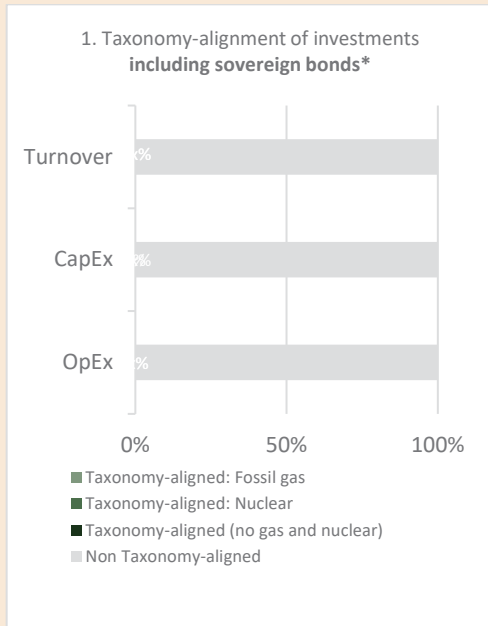 1. Taxonomy-alignment of investments
including sovereign bonds*
Turnover
CapEx
OpEx
0%
50%
100%
Taxonomy-aligned: Fossil gas
Taxonomy-aligned: Nuclear
Taxonomy-aligned (no gas and nuclear)
Non Taxonomy-aligned